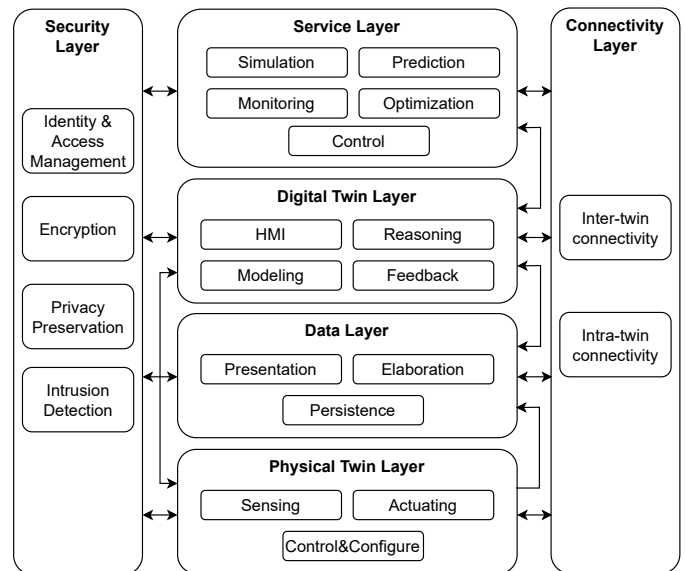 Security
Layer
Identity &
Access
Management
Encryption
Privacy
Preservation
Intrusion
Detection
Service Layer
Simulation
Prediction
Monitoring
Optimization
Control
Digital Twin Layer
HMI
Reasoning
Modeling
Feedback
Data Layer
Presentation
Elaboration
Persistence
Physical Twin Layer
Sensing
Actuating
Control&Configure
Connectivity
Layer
Inter-twin
connectivity
Intra-twin
connectivity